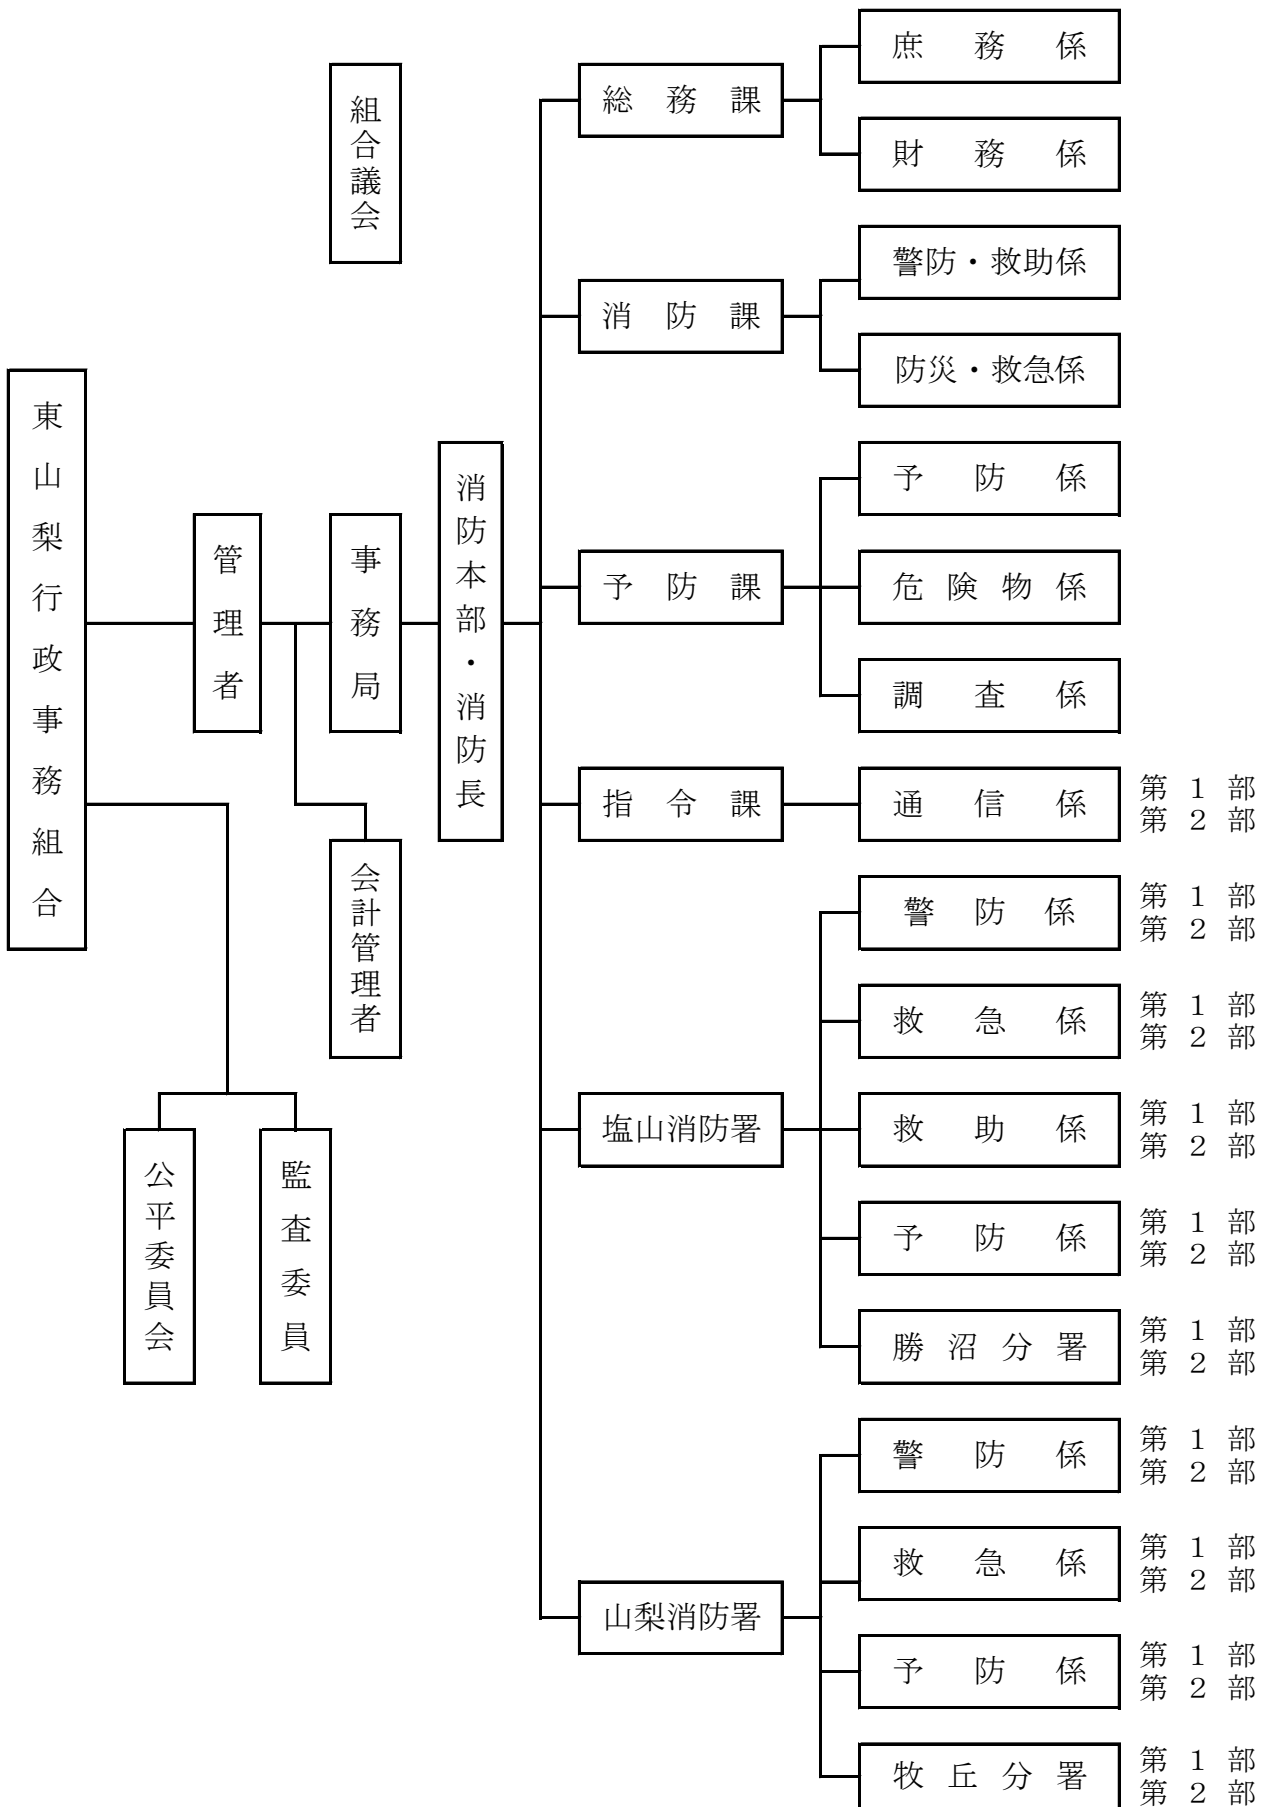 組合議会
東山梨行政事務組合
管理者
事務局
会計管理者
公平委員会
監査委員
消防本部・消防長
総務課
庶務係
財務係
消防課
警防・救助係
防災・救急係
予防課
予防係
危険物係
調査係
指令課
通信係
第１部
第２部
塩山消防署
警防係
第１部
第２部
救急係
第１部
第２部
救助係
第１部
第２部
予防係
第１部
第２部
勝沼分署
第１部
第２部
山梨消防署
警防係
第１部
第２部
救急係
第１部
第２部
予防係
第１部
第２部
牧丘分署
第１部
第２部